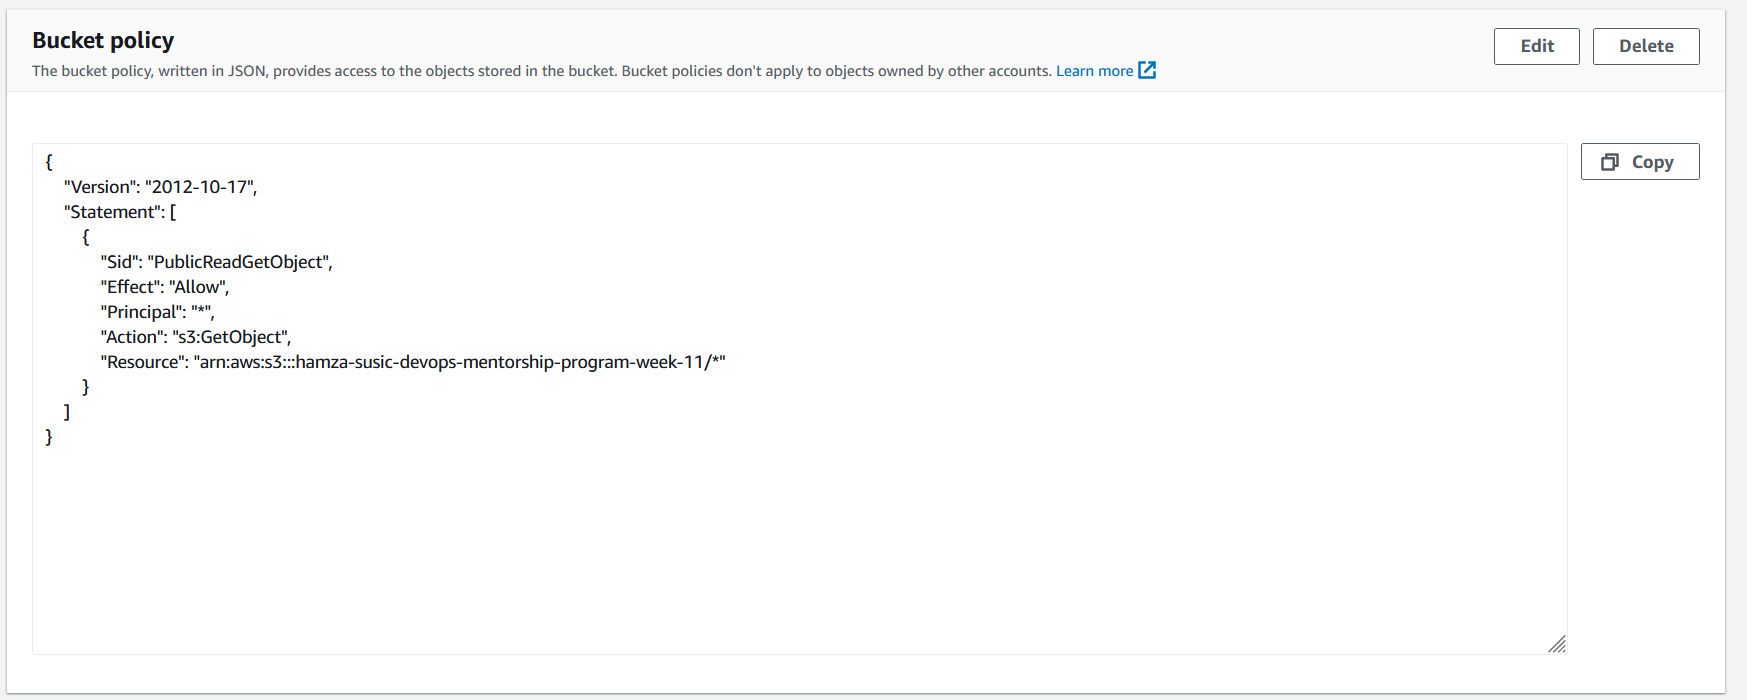 Bucket policy
Edit
Delete
The bucket policy, written in JSON, provides access to the objects stored in the bucket. Bucket policies don't apply to objects owned by other accounts. Learn more
Copy
{
"Version": "2012-10-17",
"Statement": [
{
"Sid": "PublicReadGetObject",
"Effect": "Allow",
"Principal": "*",
"Action": "s3:GetObject",
"Resource": "arn:aws:s3:::hamza-susic-devops-mentorship-program-week-11/*"
}
]
}